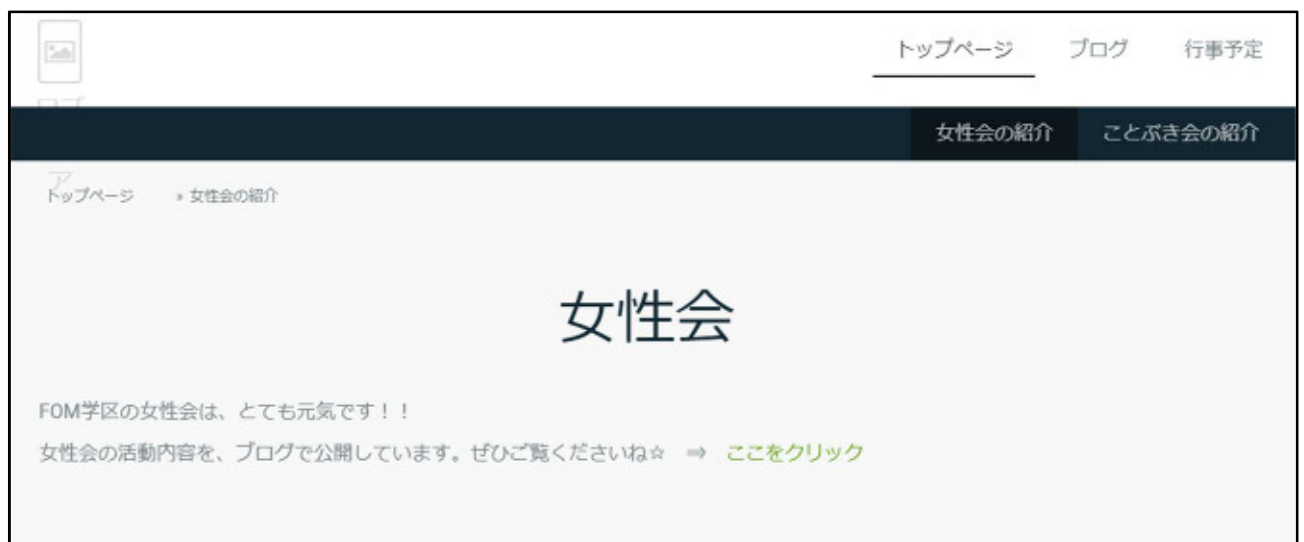 トップページ ブログ 行事予定
女性会の紹介 ことぶき会の紹介
トップページ » 女性会の紹介
女性会
FOM学区の女性会は、とても元気です！！
女性会の活動内容を、ブログで公開しています。ぜひご覧くださいね☆ ⇒ ここをクリック